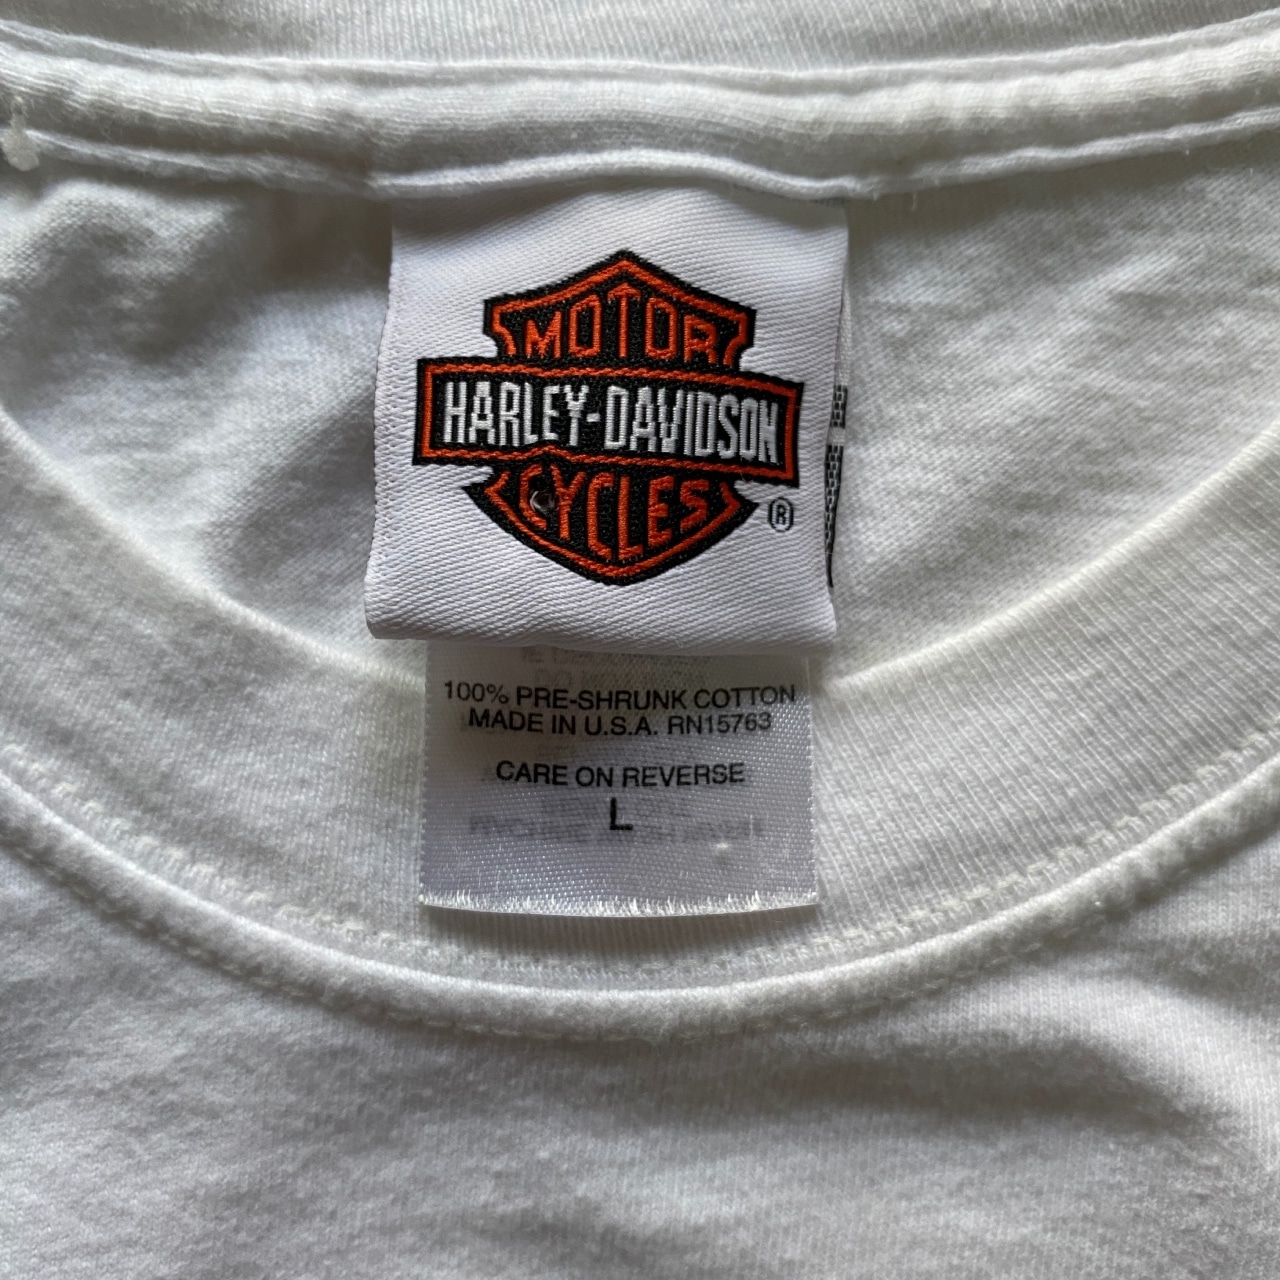 MOTOR
HARLEY-DAVIDSON
CYCLES
®
100% PRE-SHRUNK COTTON
MADE IN U.S.A. RN15763
CARE ON REVERSE
L